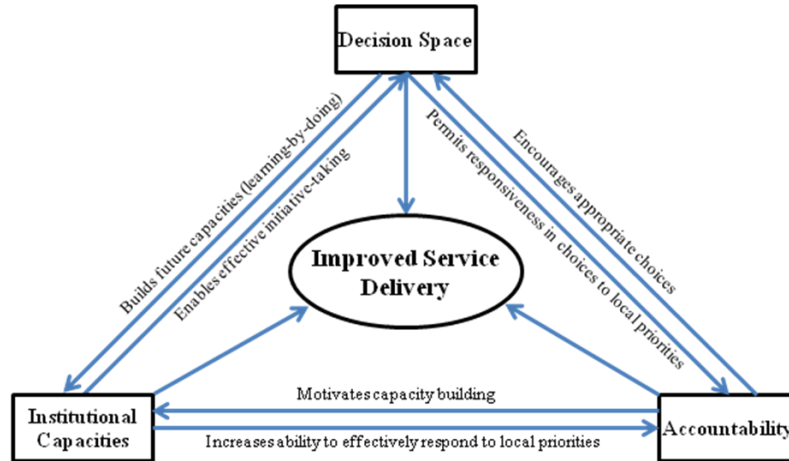 Decision Space
Builds future capacities (learning-by-doing)
Enables effective initiative-taking
Permits responsiveness in choices to local priorities
Encourages appropriate choices
Improved Service
Delivery
Institutional
Capacities
Motivates capacity building
Increases ability to effectively respond to local priorities
Accountability